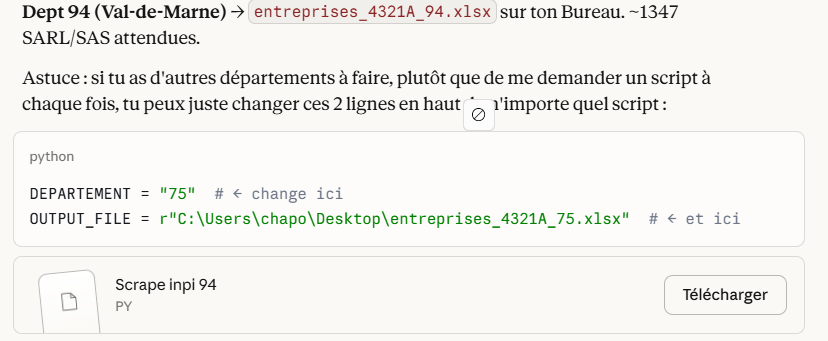 Dept 94 (Val-de-Marne) → entreprises_4321A_94.xlsx sur ton Bureau. ~1347
SARL/SAS attendues.
Astuce : si tu as d'autres départements à faire, plutôt que de me demander un script à
chaque fois, tu peux juste changer ces 2 lignes en haut n'importe quel script :
python
DEPARTEMENT = "75"  # ← change ici
OUTPUT_FILE = r"C:\Users\chapo\Desktop\entreprises_4321A_75.xlsx"  # ← et ici
Scrape inpi 94
PY
Télécharger